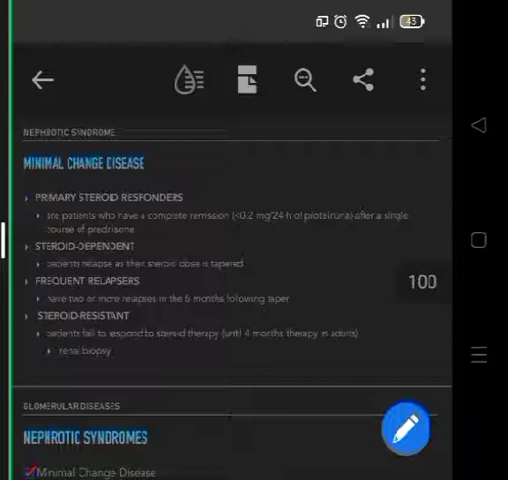 43
NEPHROTIC SYNDROME
MINIMAL CHANGE DISEASE
PRIMARY STEROID RESPONDERS
are patients who have a complete remission (<0.2 mg/24 h of proteinuria) after a single
course of prednisone
STEROID-DEPENDENT
patients relapse as their steroid dose is tapered
FREQUENT RELAPSERS
100
have two or more relapses in the 6 months following taper
STEROID-RESISTANT
patients fail to respond to steroid therapy (until 4 months therapy in adults)
renal biopsy
GLOMERULAR DISEASES
NEPHROTIC SYNDROMES
Minimal Change Disease